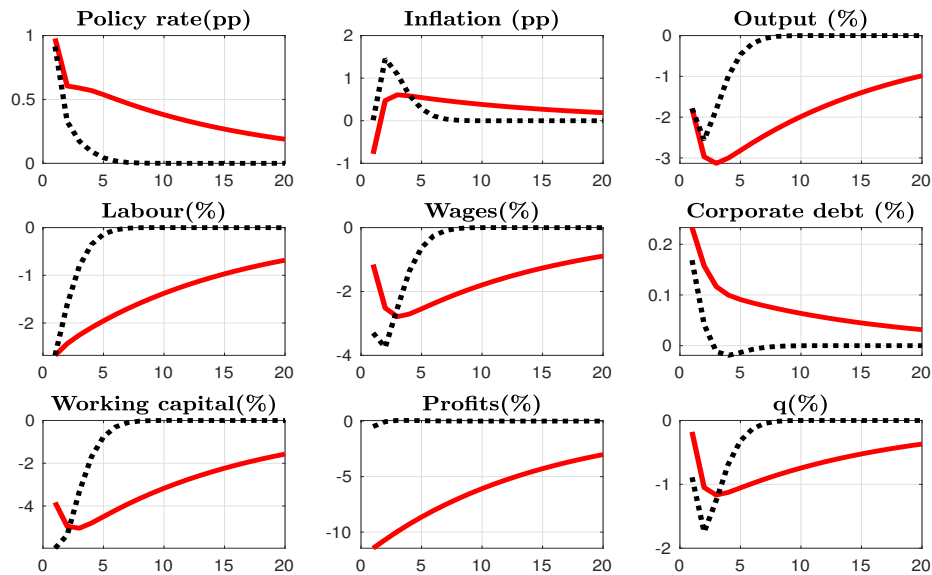 Policy rate(pp) Inflation (pp) Output (%)
1 2 0
1 -1
0.5
0 -2
0 -1 -3
0 5 10 15 20 0 5 10 15 20 0 5 10 15 20
Labour(%) Wages(%) Corporate debt (%)
0 0 0.2
-1 -2 0.1
-2 0
-4
0 5 10 15 20 0 5 10 15 20 0 5 10 15 20
Working capital(%) Profits(%) q(%)
0 0 0
-2 -5 -1
-4 -10
-2
0 5 10 15 20 0 5 10 15 20 0 5 10 15 20